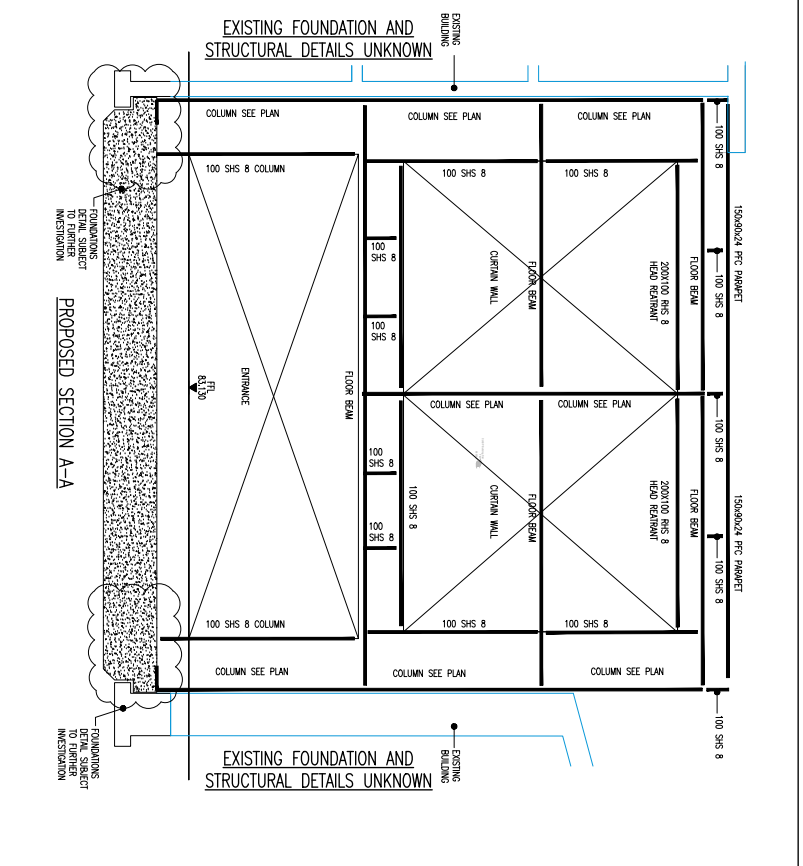 EXISTING FOUNDATION AND
STRUCTURAL DETAILS UNKNOWN
EXISTING
BUILDING
COLUMN SEE PLAN
COLUMN SEE PLAN
COLUMN SEE PLAN
100 SHS 8
100 SHS 8 COLUMN
100 SHS 8
100 SHS 8
FOUNDATIONS
DETAIL SUBJECT
TO FURTHER
INVESTIGATION
150x90x24 PFC PARAPET
100
SHS 8
CURTAIN WALL
FLOOR BEAM
200X100 RHS 8
HEAD REATRANT
FLOOR BEAM
100 SHS 8
100
SHS 8
PROPOSED SECTION A-A
FFL
83.130
ENTRANCE
FLOOR BEAM
COLUMN SEE PLAN
COLUMN SEE PLAN
100 SHS 8
100
SHS 8
100
SHS 8
100 SHS 8
CURTAIN WALL
FLOOR BEAM
200X100 RHS 8
HEAD REATRANT
FLOOR BEAM
150x90x24 PFC PARAPET
100 SHS 8
100 SHS 8 COLUMN
100 SHS 8
100 SHS 8
COLUMN SEE PLAN
COLUMN SEE PLAN
COLUMN SEE PLAN
100 SHS 8
FOUNDATIONS
DETAIL SUBJECT
TO FURTHER
INVESTIGATION
EXISTING FOUNDATION AND
STRUCTURAL DETAILS UNKNOWN
EXISTING
BUILDING